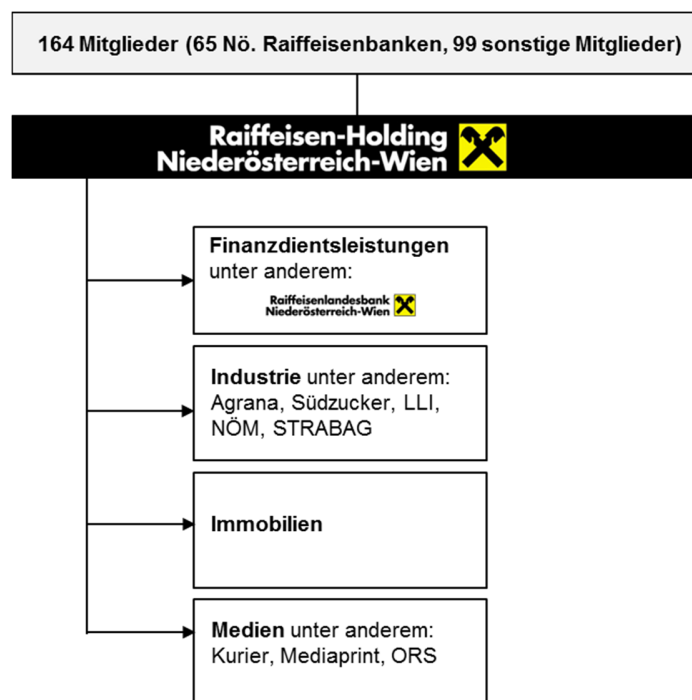 164 Mitglieder (65 Nö. Raiffeisenbanken, 99 sonstige Mitglieder)
Raiffeisen-Holding
Niederösterreich-Wien
Finanzdientsleistungen
unter anderem:
Raiffeisenlandesbank
Niederösterreich-Wien
Industrie unter anderem:
Agrana, Südzucker, LLI,
NÖM, STRABAG
Immobilien
Medien unter anderem:
Kurier, Mediaprint, ORS